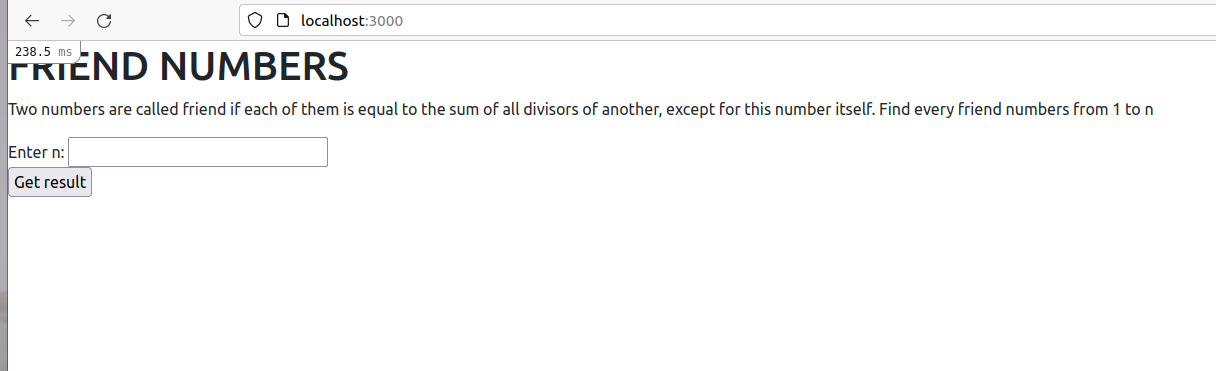 localhost:3000
238.5 ms
FRIEND NUMBERS
Two numbers are called friend if each of them is equal to the sum of all divisors of another, except for this number itself. Find every friend numbers from 1 to n
Enter n:
Get result